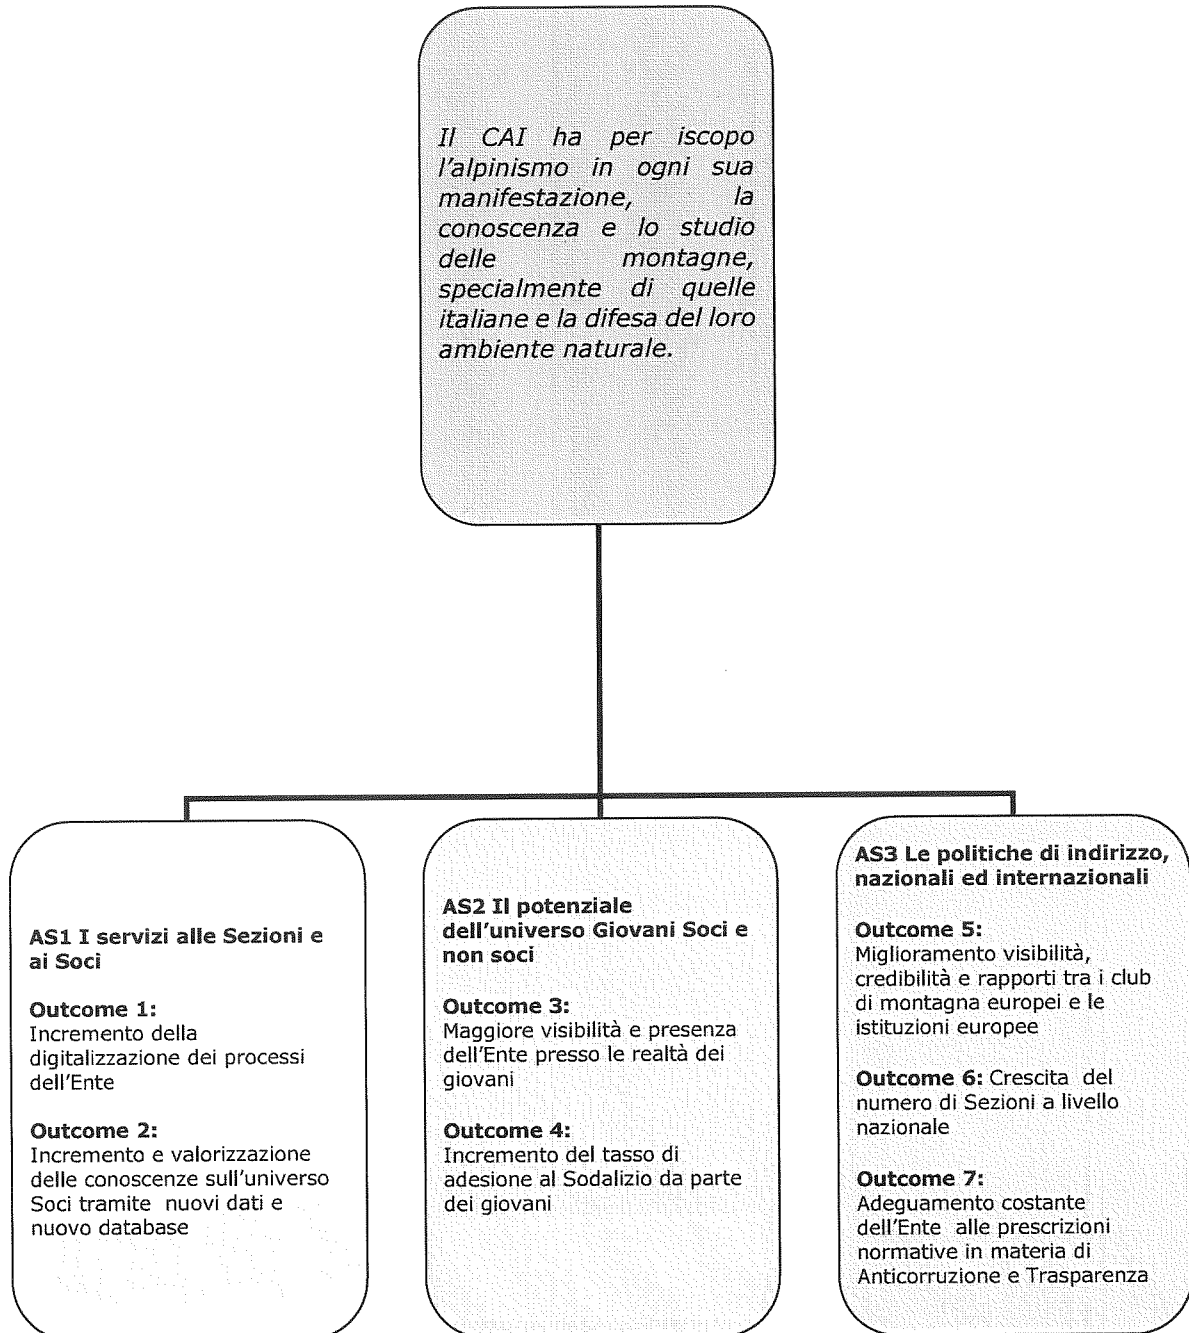 Il CAI ha per iscopo
l'alpinismo in ogni sua
manifestazione, la
conoscenza e lo studio
delle montagne,
specialmente di quelle
italiane e la difesa del loro
ambiente naturale.
AS1 I servizi alle Sezioni e
ai Soci
Outcome 1:
Incremento della
digitalizzazione dei processi
dell'Ente
Outcome 2:
Incremento e valorizzazione
delle conoscenze sull'universo
Soci tramite nuovi dati e
nuovo database
AS2 Il potenziale
dell'universo Giovani Soci e
non soci
Outcome 3:
Maggiore visibilità e presenza
dell'Ente presso le realtà dei
giovani
Outcome 4:
Incremento del tasso di
adesione al Sodalizio da parte
dei giovani
AS3 Le politiche di indirizzo,
nazionali ed internazionali
Outcome 5:
Miglioramento visibilità,
credibilità e rapporti tra i club
di montagna europei e le
istituzioni europee
Outcome 6: Crescita del
numero di Sezioni a livello
nazionale
Outcome 7:
Adeguamento costante
dell'Ente alle prescrizioni
normative in materia di
Anticorruzione e Trasparenza